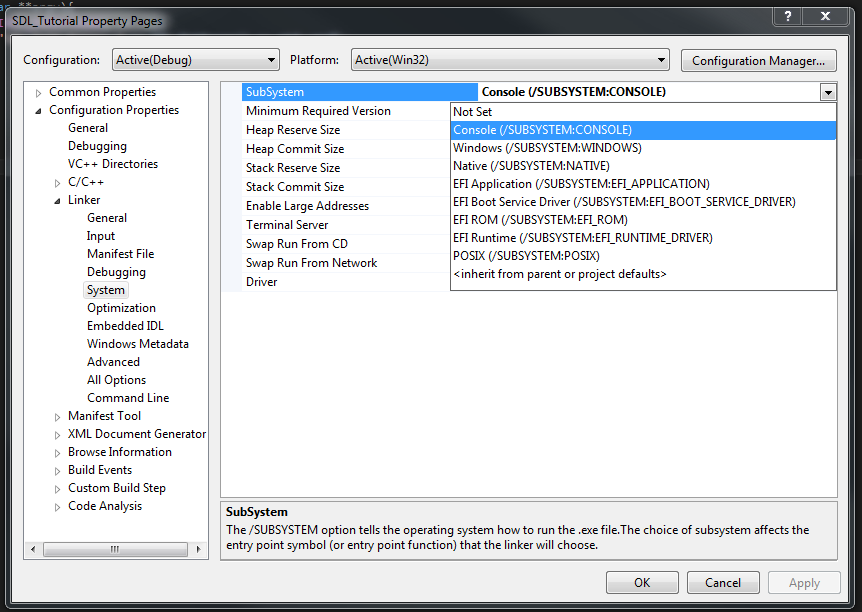 SDL_Tutorial Property Pages
Configuration: Active(Debug) Platform: Active(Win32) Configuration Manager...
Common Properties
Configuration Properties
General
Debugging
VC++ Directories
C/C++
Linker
General
Input
Manifest File
Debugging
System
Optimization
Embedded IDL
Windows Metadata
Advanced
All Options
Command Line
Manifest Tool
XML Document Generator
Browse Information
Build Events
Custom Build Step
Code Analysis
SubSystem Console (/SUBSYSTEM:CONSOLE)
Minimum Required Version
Heap Reserve Size
Heap Commit Size
Stack Reserve Size
Stack Commit Size
Enable Large Addresses
Terminal Server
Swap Run From CD
Swap Run From Network
Driver
Not Set
Console (/SUBSYSTEM:CONSOLE)
Windows (/SUBSYSTEM:WINDOWS)
Native (/SUBSYSTEM:NATIVE)
EFI Application (/SUBSYSTEM:EFI_APPLICATION)
EFI Boot Service Driver (/SUBSYSTEM:EFI_BOOT_SERVICE_DRIVER)
EFI ROM (/SUBSYSTEM:EFI_ROM)
EFI Runtime (/SUBSYSTEM:EFI_RUNTIME_DRIVER)
POSIX (/SUBSYSTEM:POSIX)
<inherit from parent or project defaults>
SubSystem
The /SUBSYSTEM option tells the operating system how to run the .exe file.The choice of subsystem affects the
entry point symbol (or entry point function) that the linker will choose.
OK Cancel Apply